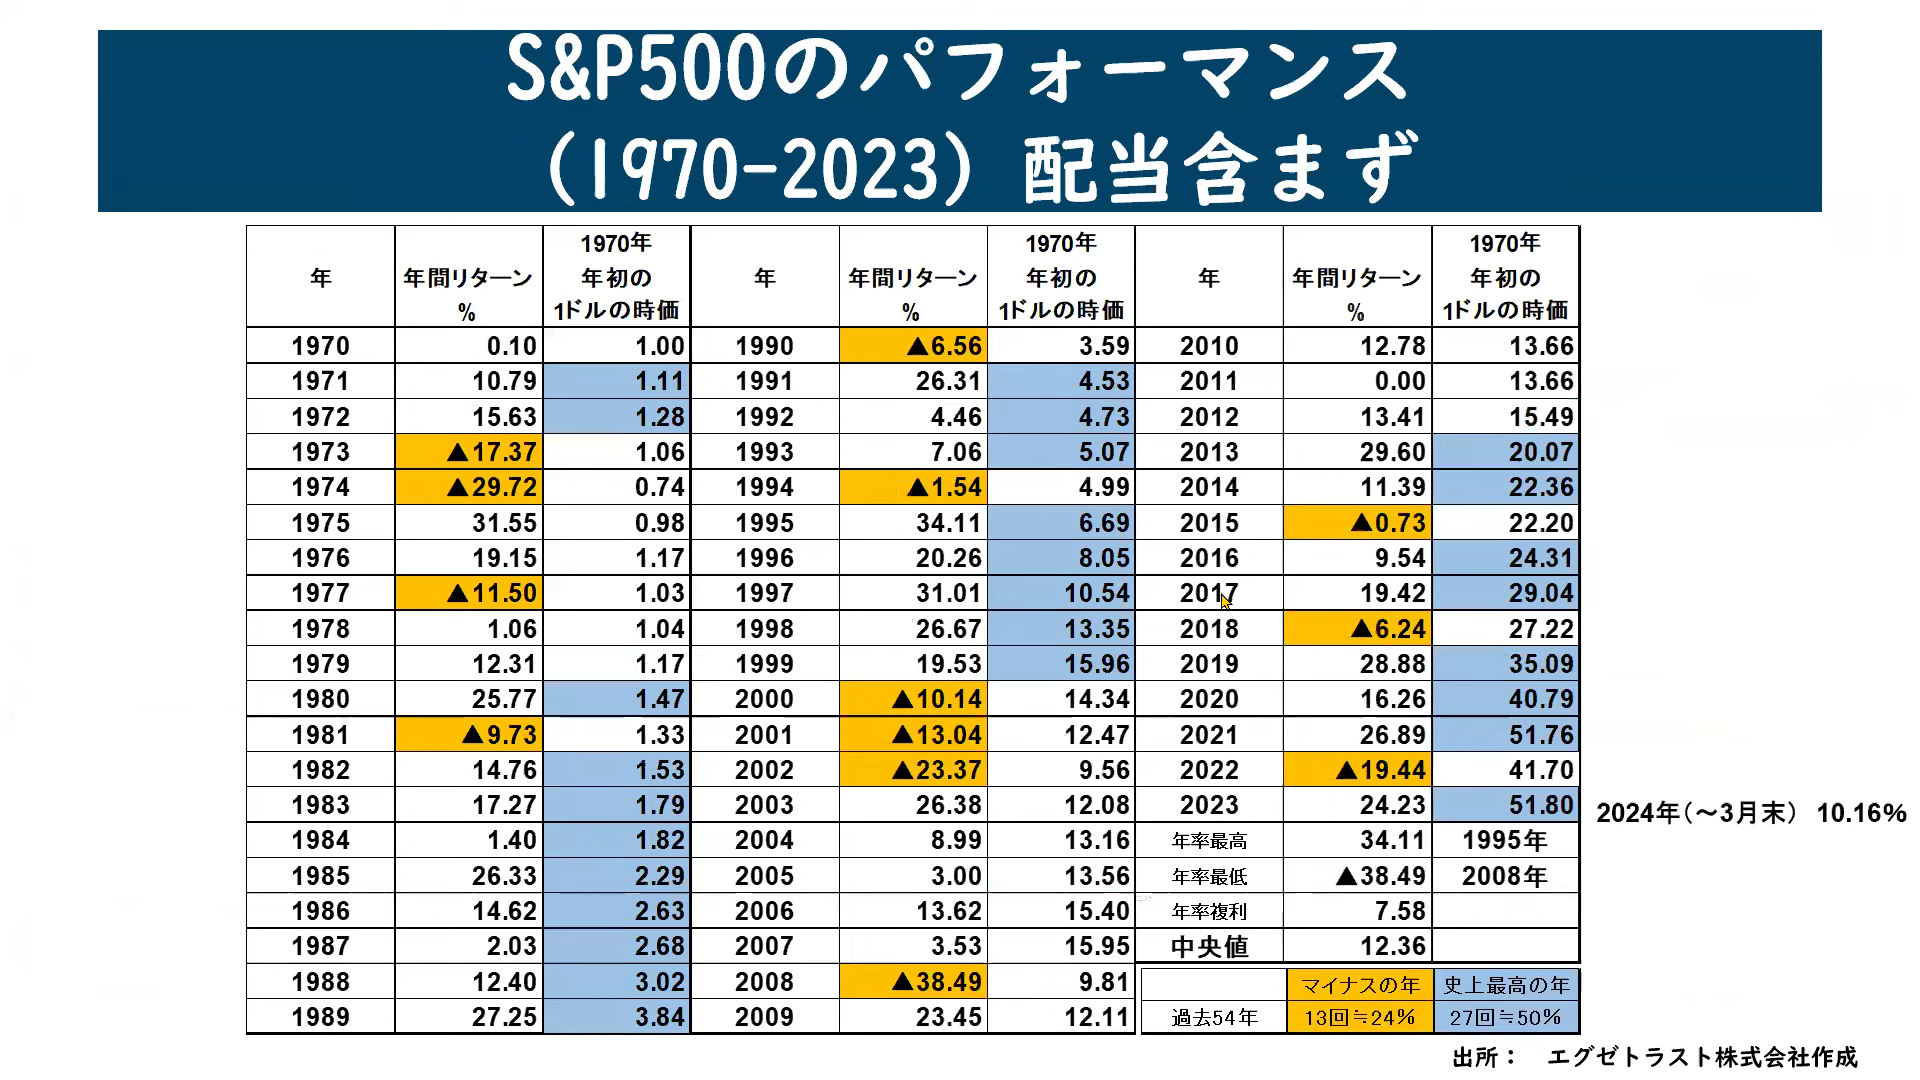 S&P500のパフォーマンス
(1970-2023) 配当含まず
年 年間リターン % 1970年 年初の 1ドルの時価 年 年間リターン % 1970年 年初の 1ドルの時価 年 年間リターン % 1970年 年初の 1ドルの時価
1970 0.10 1.00 1990 ▲6.56 3.59 2010 12.78 13.66
1971 10.79 1.11 1991 26.31 4.53 2011 0.00 13.66
1972 15.63 1.28 1992 4.46 4.73 2012 13.41 15.49
1973 ▲17.37 1.06 1993 7.06 5.07 2013 29.60 20.07
1974 ▲29.72 0.74 1994 ▲1.54 4.99 2014 11.39 22.36
1975 31.55 0.98 1995 34.11 6.69 2015 ▲0.73 22.20
1976 19.15 1.17 1996 20.26 8.05 2016 9.54 24.31
1977 ▲11.50 1.03 1997 31.01 10.54 2017 19.42 29.04
1978 1.06 1.04 1998 26.67 13.35 2018 ▲6.24 27.22
1979 12.31 1.17 1999 19.53 15.96 2019 28.88 35.09
1980 25.77 1.47 2000 ▲10.14 14.34 2020 16.26 40.79
1981 ▲9.73 1.33 2001 ▲13.04 12.47 2021 26.89 51.76
1982 14.76 1.53 2002 ▲23.37 9.56 2022 ▲19.44 41.70
1983 17.27 1.79 2003 26.38 12.08 2023 24.23 51.80
2024年(～3月末) 10.16%
1984 1.40 1.82 2004 8.99 13.16 年率最高 34.11 1995年
1985 26.33 2.29 2005 3.00 13.56 年率最低 ▲38.49 2008年
1986 14.62 2.63 2006 13.62 15.40 年率複利 7.58
1987 2.03 2.68 2007 3.53 15.95 中央値 12.36
1988 12.40 3.02 2008 ▲38.49 9.81 マイナスの年 史上最高の年
1989 27.25 3.84 2009 23.45 12.11 過去54年 13回≒24% 27回≒50%
出所： エグゼトラスト株式会社作成